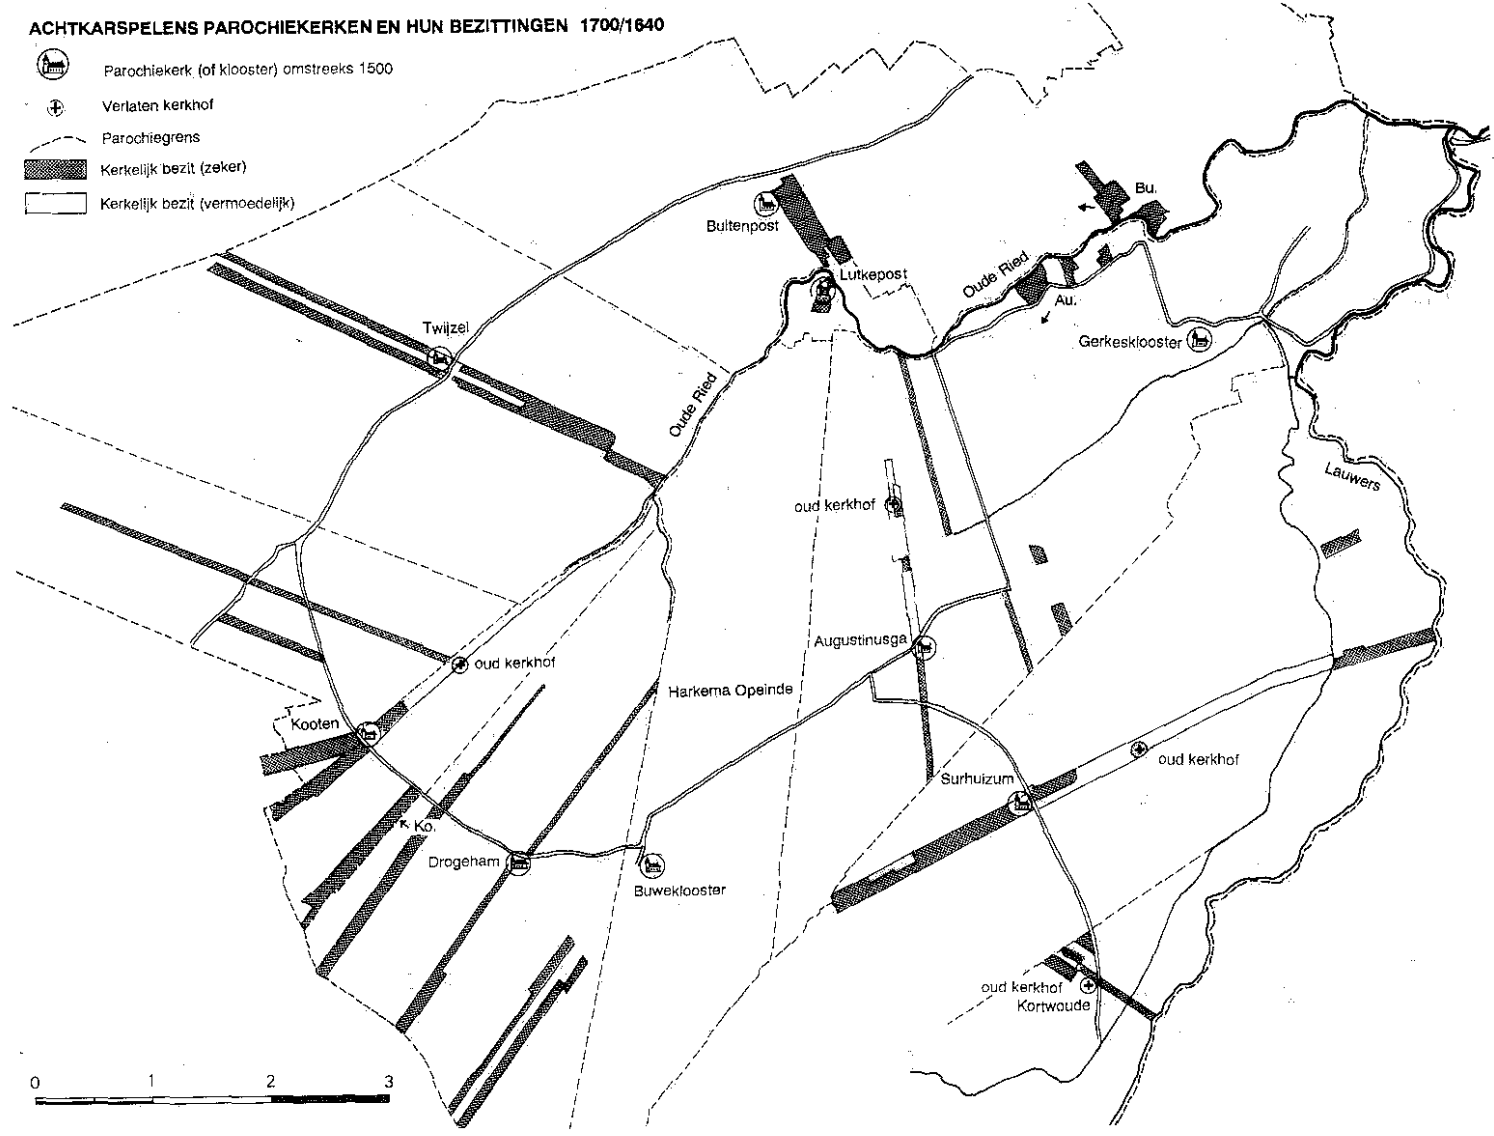 ACHTKARSPELENS PAROCHIEKERKEN EN HUN BEZITTINGEN 1700/1640
Parochiekerk (of klooster) omstreeks 1500
Verlaten kerkhof
Parochiegrens
Kerkelijk bezit (zeker)
Kerkelijk bezit (vermoedelijk)
Bu.
Buitenpost
Lutkepost
Oude Ried
Au.
Twijzel
Gerkesklooster
Oude Ried
Lauwers
oud kerkhof
Augustinusga
oud kerkhof
Harkema Opeinde
Kooten
oud kerkhof
Surhuizum
Ko.
Drogeham
Buweklooster
oud kerkhof
Kortwoude
0 1 2 3